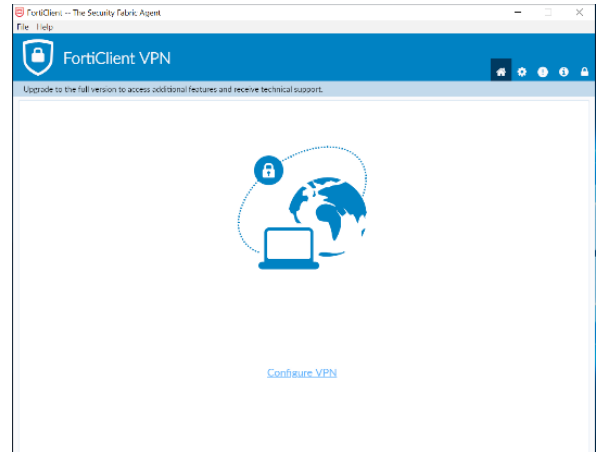 FortiClient -- The Security Fabric Agent
File Help
FortiClient VPN
Upgrade to the full version to access additional features and receive technical support.
Configure VPN